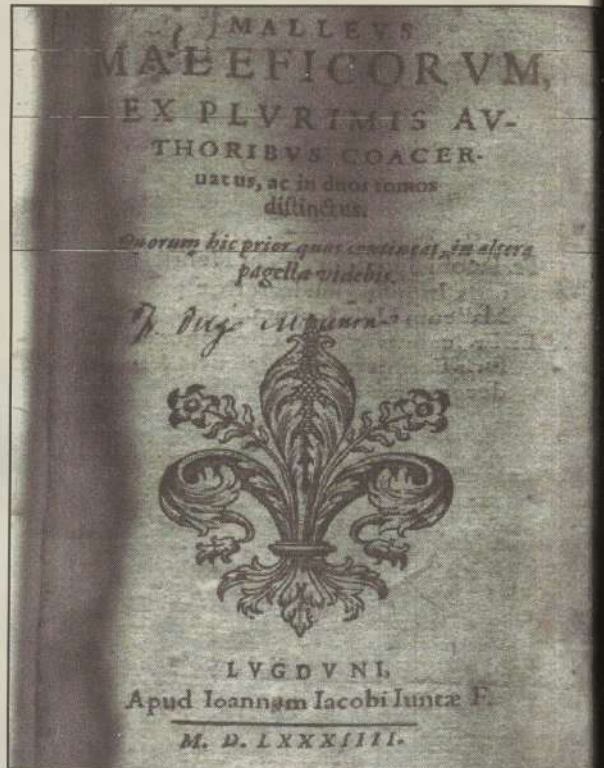 MALLEVS
MALEFICORVM,
EX PLVRIMIS AV-
THORIBVS COACER-
uatus, ac in duos tomos
distinctus.
Quorum hic prior quæ contineat, in altera
pagella videbis.
LVGDVNI,
Apud Ioannem Iacobi Iuntæ F.
M. D. LXXXIIII.